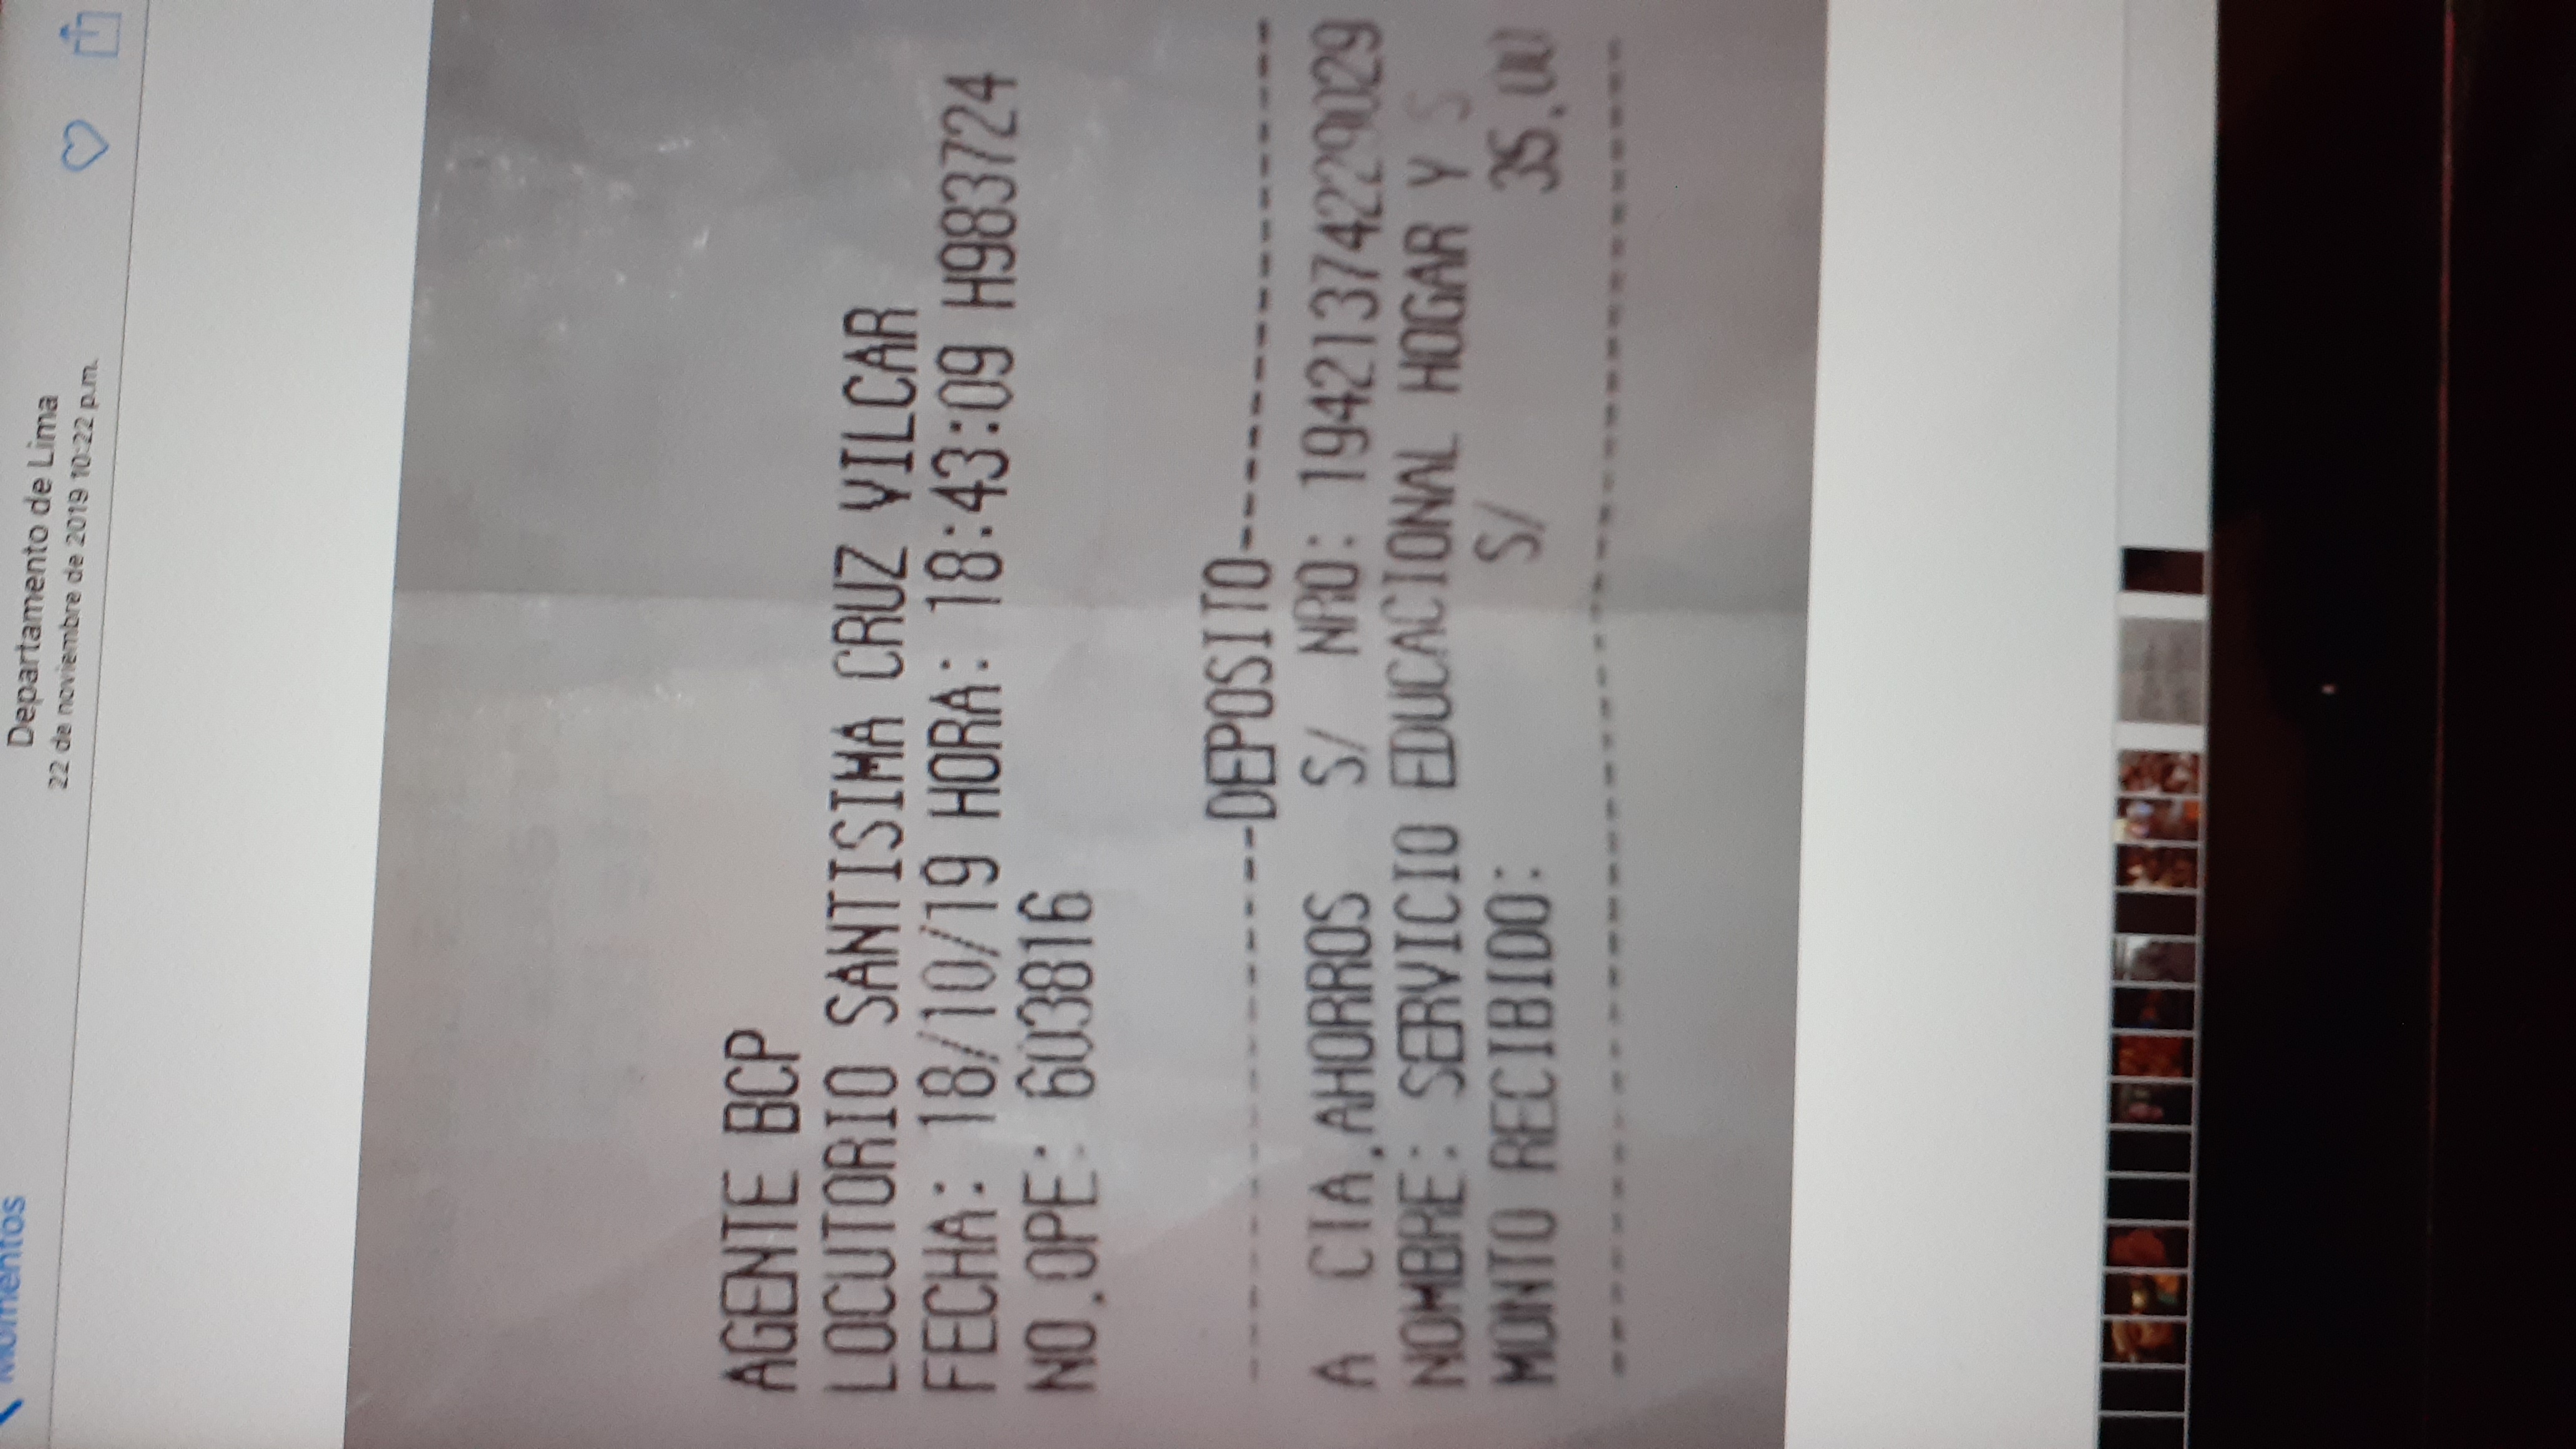 Momentos
Departamento de Lima
22 de noviembre de 2019 10:22 p.m.
AGENTE BCP
LOCUTORIO SANTISIMA CRUZ VILCAR
FECHA: 18/10/19 HORA: 18:43:09 H983724
NO.OPE: 603816
-------DEPOSITO---------------
A CTA.AHORROS S/ NRO: 19421374229029
NOMBRE: SERVICIO EDUCACIONAL HOGAR Y S
MONTO RECIBIDO: S/ 35.00